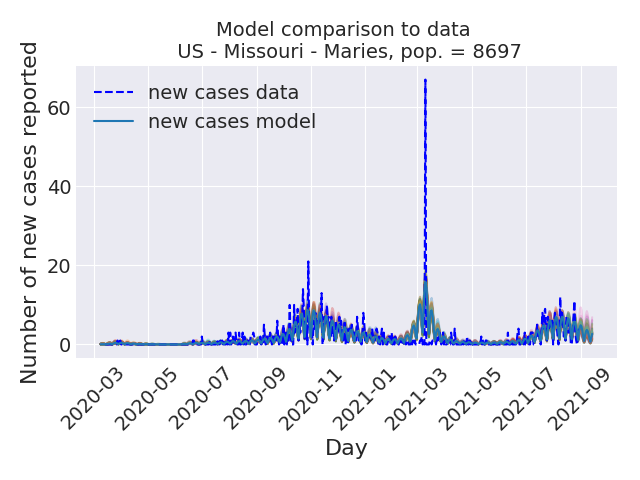 Model comparison to data
US - Missouri - Maries, pop. = 8697
Number of new cases reported
60
40
20
0
new cases data
new cases model
2020-03
2020-05
2020-07
2020-09
2020-11
2021-01
2021-03
2021-05
2021-07
2021-09
Day